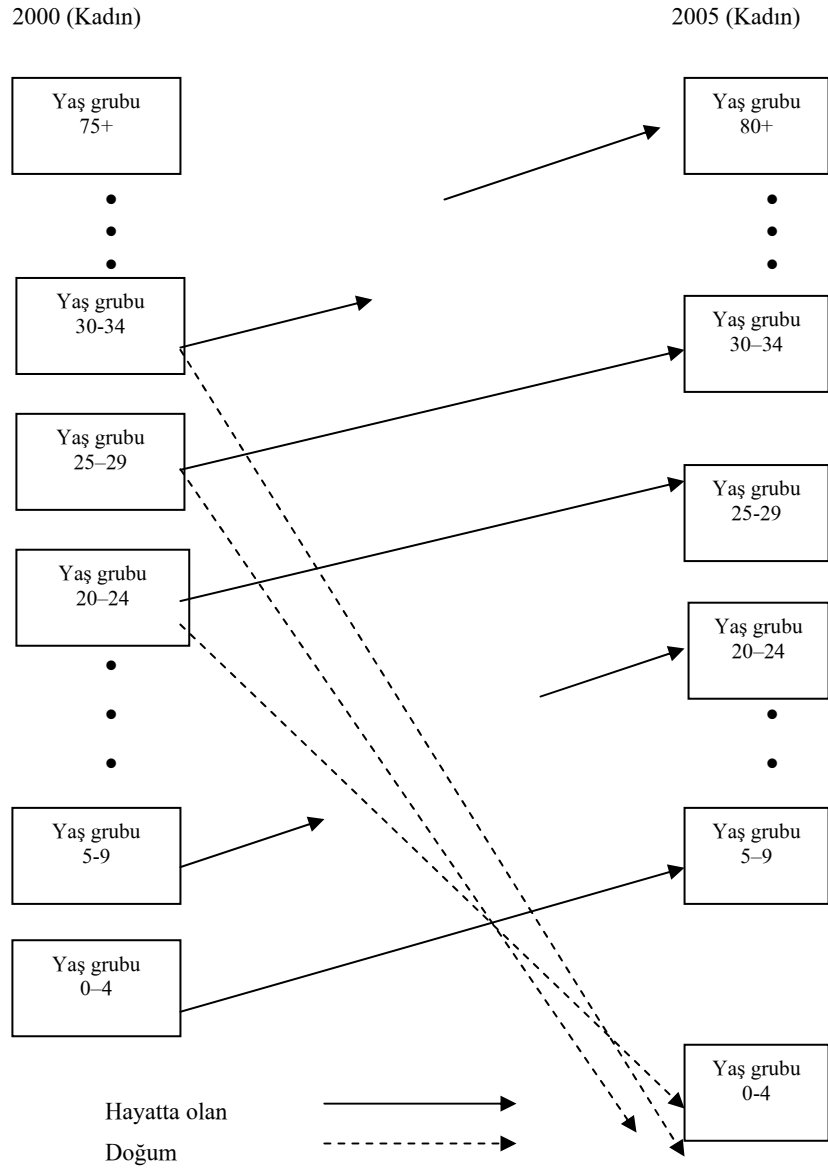 2000 (Kadın)
2005 (Kadın)
Yaş grubu
75+
Yaş grubu
80+
Yaş grubu
30-34
Yaş grubu
30–34
Yaş grubu
25–29
Yaş grubu
25-29
Yaş grubu
20–24
Yaş grubu
20–24
Yaş grubu
5-9
Yaş grubu
5–9
Yaş grubu
0–4
Yaş grubu
0-4
Hayatta olan
Doğum